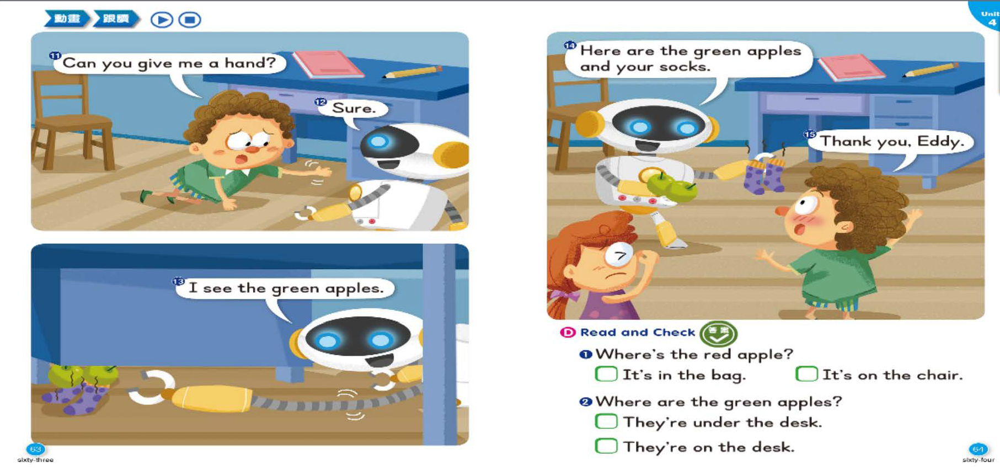 動畫 跟讀
11 Can you give me a hand?
12 Sure.
13 I see the green apples.
63
sixty-three
Unit
4
14 Here are the green apples
and your socks.
15 Thank you, Eddy.
D Read and Check 答案
1 Where's the red apple?
It's in the bag. It's on the chair.
2 Where are the green apples?
They're under the desk.
They're on the desk.
64
sixty-four